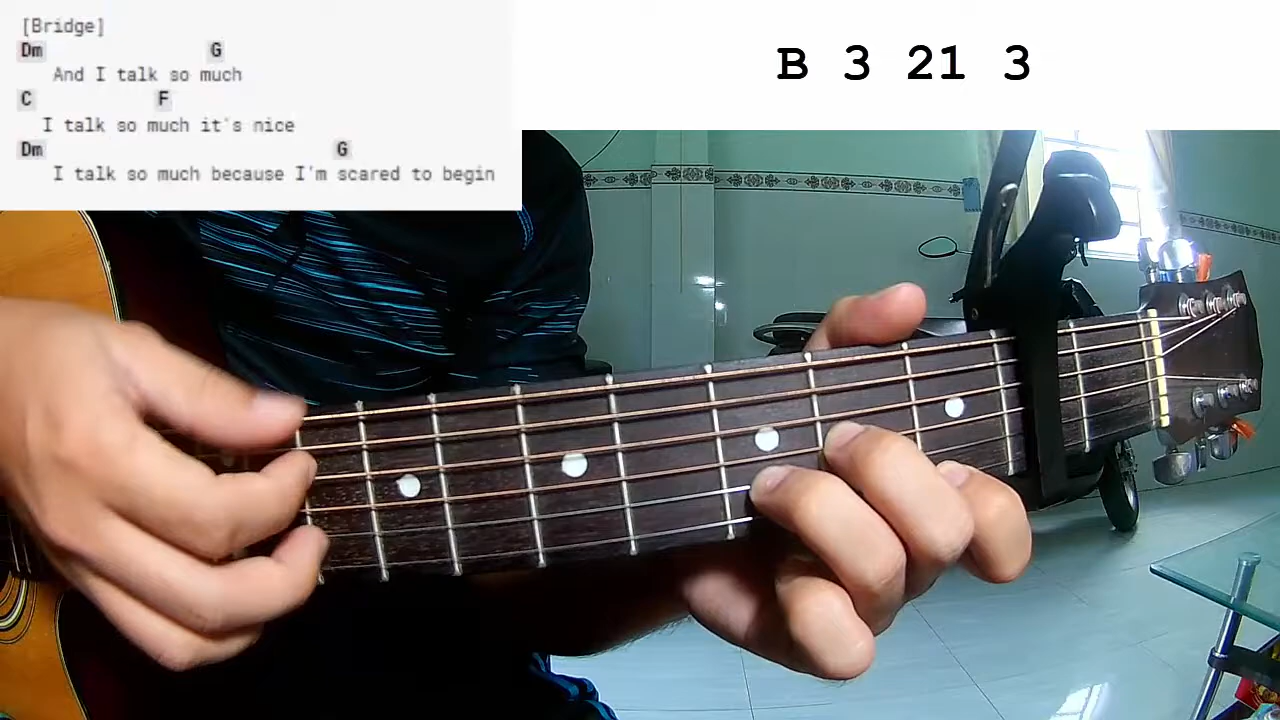 [Bridge]
Dm G
And I talk so much
C F
I talk so much it's nice
Dm G
I talk so much because I'm scared to begin
B 3 21 3